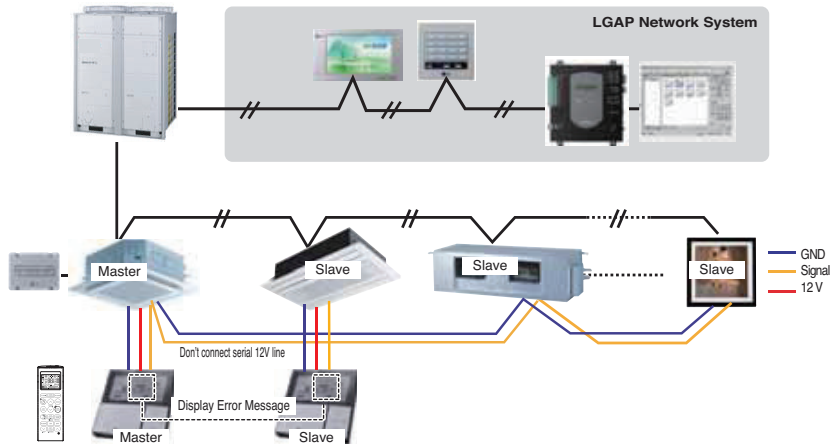 LGAP Network System
Master
Slave
Slave
Slave
GND
Signal
12 V
Don't connect serial 12V line
Display Error Message
Master
Slave